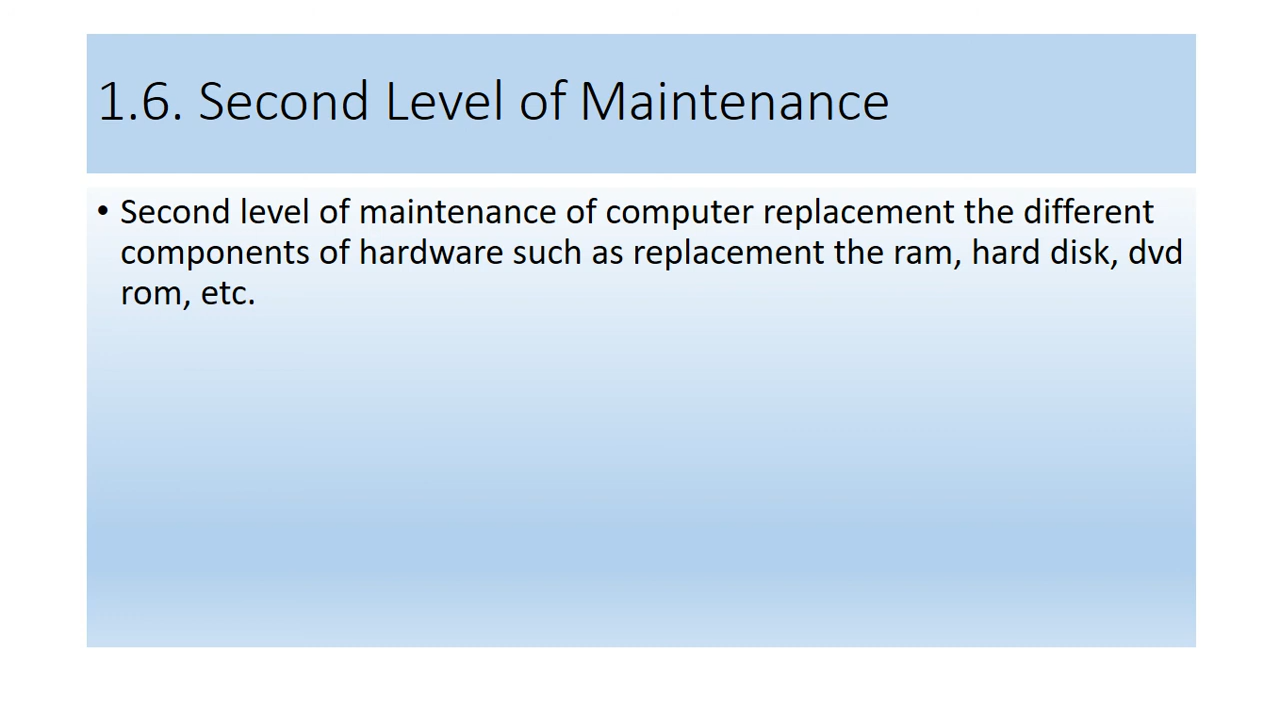 1.6. Second Level of Maintenance
• Second level of maintenance of computer replacement the different
components of hardware such as replacement the ram, hard disk, dvd
rom, etc.